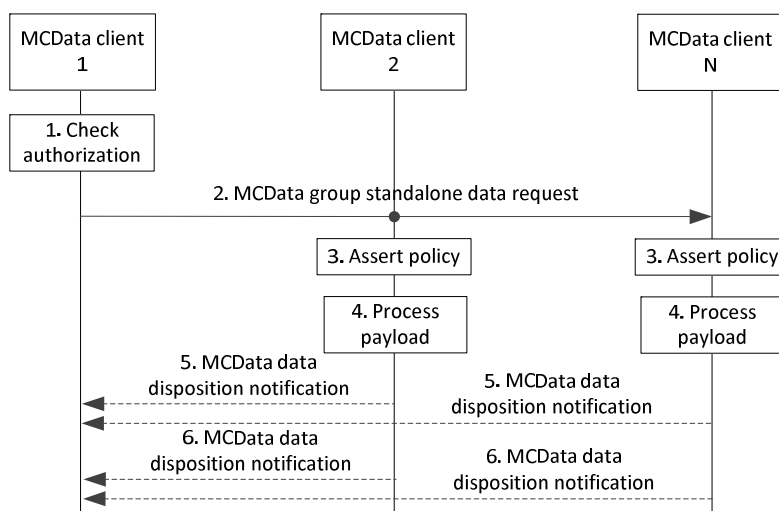 MCData client
1
MCData client
2
MCData client
N
1. Check
authorization
2. MCData group standalone data request
3. Assert policy
3. Assert policy
4. Process
payload
4. Process
payload
5. MCData data
disposition notification
5. MCData data
disposition notification
6. MCData data
disposition notification
6. MCData data
disposition notification